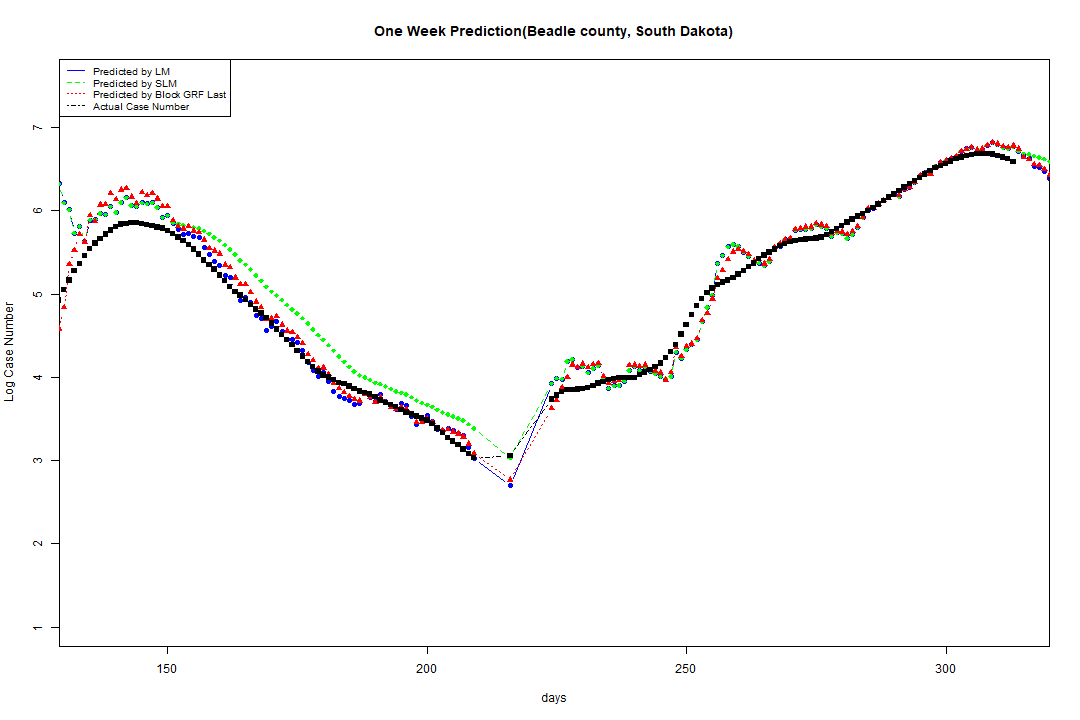 One Week Prediction(Beadle county, South Dakota)
Predicted by LM
Predicted by SLM
Predicted by Block GRF Last
Actual Case Number
7
6
5
4
3
2
1
Log Case Number
150 200 250 300
days